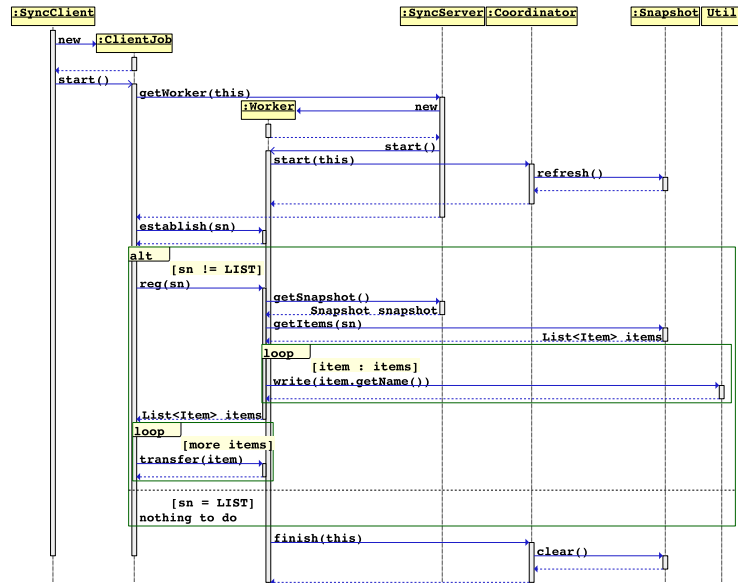 :SyncClient
:SyncServer
:Coordinator
:Snapshot
Util
new
:ClientJob
start()
getWorker(this)
:Worker
new
start()
start(this)
refresh()
establish(sn)
alt
[sn != LIST]
reg(sn)
getSnapshot()
Snapshot snapshot
getItems(sn)
List<Item> items
loop
[item : items]
write(item.getName())
List<Item> items
loop
[more items]
transfer(item)
[sn = LIST]
nothing to do
finish(this)
clear()